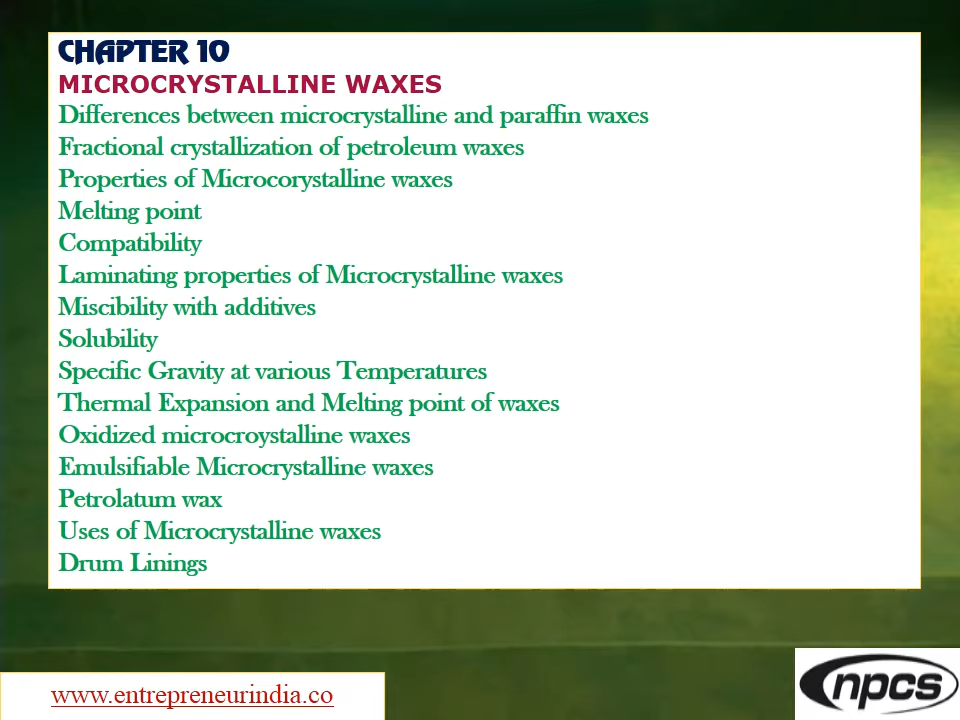 CHAPTER 10
MICROCRYSTALLINE WAXES
Differences between microcrystalline and paraffin waxes
Fractional crystallization of petroleum waxes
Properties of Microcorystalline waxes
Melting point
Compatibility
Laminating properties of Microcrystalline waxes
Miscibility with additives
Solubility
Specific Gravity at various Temperatures
Thermal Expansion and Melting point of waxes
Oxidized microcroystalline waxes
Emulsifiable Microcrystalline waxes
Petrolatum wax
Uses of Microcrystalline waxes
Drum Linings
www.entrepreneurindia.co
npcs